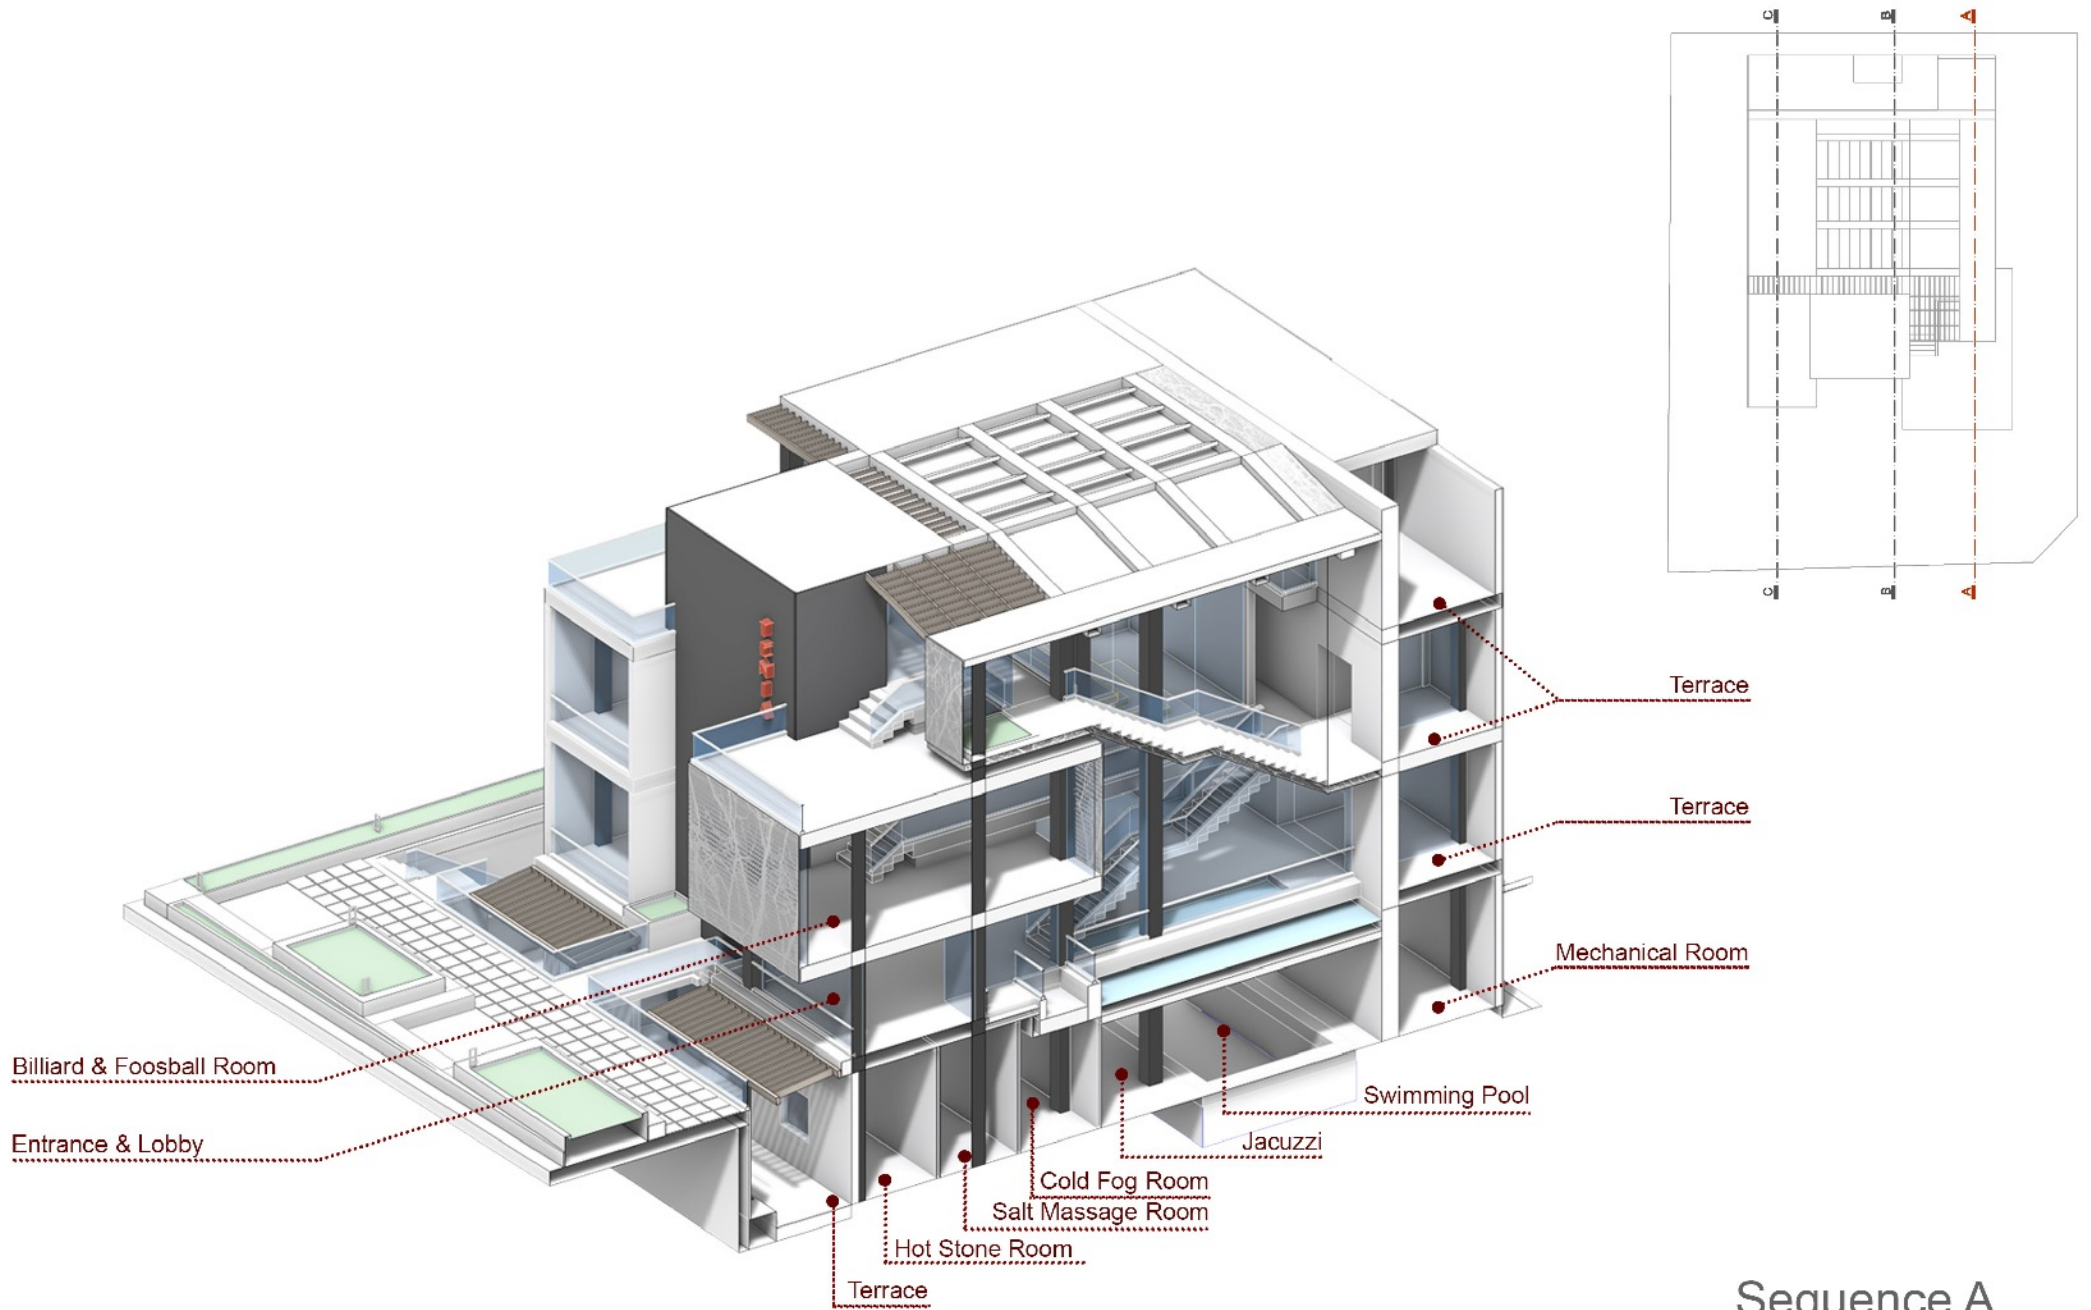 C
B
A
C
B
A
Terrace
Terrace
Mechanical Room
Billiard & Foosball Room
Swimming Pool
Entrance & Lobby
Jacuzzi
Cold Fog Room
Salt Massage Room
Hot Stone Room
Terrace
Sequence A